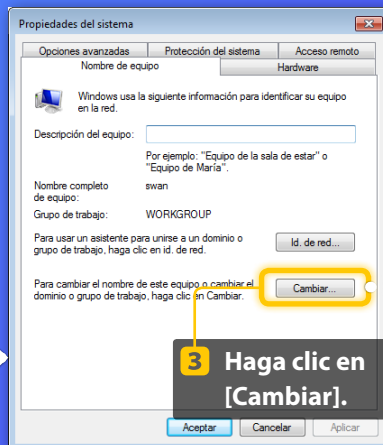 Propiedades del sistema
Opciones avanzadas Protección del sistema Acceso remoto
Nombre de equipo Hardware
Windows usa la siguiente información para identificar su equipo
en la red.
Descripción del equipo:
Por ejemplo: "Equipo de la sala de estar" o
"Equipo de María".
Nombre completo swan
de equipo:
Grupo de trabajo: WORKGROUP
Para usar un asistente para unirse a un dominio o
grupo de trabajo, haga clic en id. de red.
Id. de red...
Para cambiar el nombre de este equipo o cambiar el
dominio o grupo de trabajo, haga clic en Cambiar.
Cambiar...
3 Haga clic en
[Cambiar].
Aceptar Cancelar Aplicar